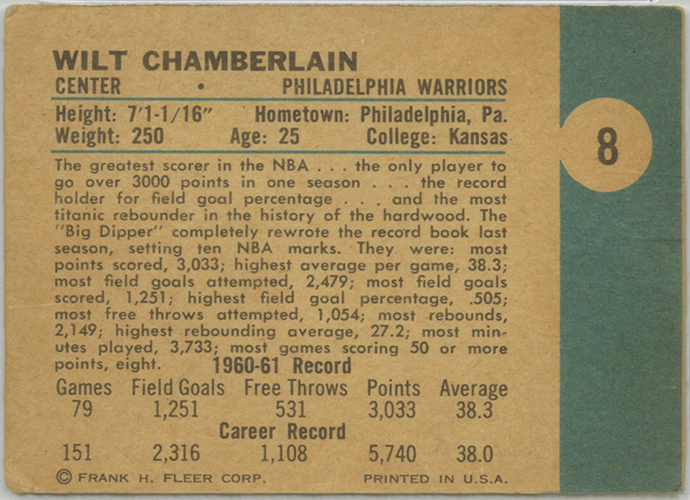 WILT CHAMBERLAIN
CENTER • PHILADELPHIA WARRIORS
Height: 7'1-1/16" Hometown: Philadelphia, Pa.
Weight: 250 Age: 25 College: Kansas
8
The greatest scorer in the NBA . . . the only player to
go over 3000 points in one season . . . the record
holder for field goal percentage . . . and the most
titanic rebounder in the history of the hardwood. The
"Big Dipper" completely rewrote the record book last
season, setting ten NBA marks. They were: most
points scored, 3,033; highest average per game, 38.3;
most field goals attempted, 2,479; most field goals
scored, 1,251; highest field goal percentage, .505;
most free throws attempted, 1,054; most rebounds,
2,149; highest rebounding average, 27.2; most min-
utes played, 3,733; most games scoring 50 or more
points, eight. 1960-61 Record
Games Field Goals Free Throws Points Average
79 1,251 531 3,033 38.3
Career Record
151 2,316 1,108 5,740 38.0
© FRANK H. FLEER CORP. PRINTED IN U.S.A.